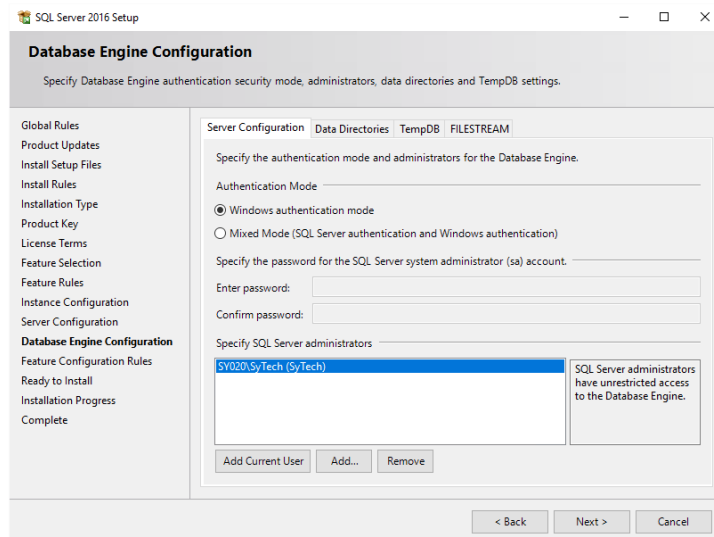 SQL Server 2016 Setup
Database Engine Configuration
Specify Database Engine authentication security mode, administrators, data directories and TempDB settings.
Global Rules
Product Updates
Install Setup Files
Install Rules
Installation Type
Product Key
License Terms
Feature Selection
Feature Rules
Instance Configuration
Server Configuration
Database Engine Configuration
Feature Configuration Rules
Ready to Install
Installation Progress
Complete
Server Configuration Data Directories TempDB FILESTREAM
Specify the authentication mode and administrators for the Database Engine.
Authentication Mode
Windows authentication mode
Mixed Mode (SQL Server authentication and Windows authentication)
Specify the password for the SQL Server system administrator (sa) account.
Enter password:
Confirm password:
Specify SQL Server administrators
SY020\SyTech (SyTech)
SQL Server administrators
have unrestricted access
to the Database Engine.
Add Current User Add... Remove
< Back Next > Cancel